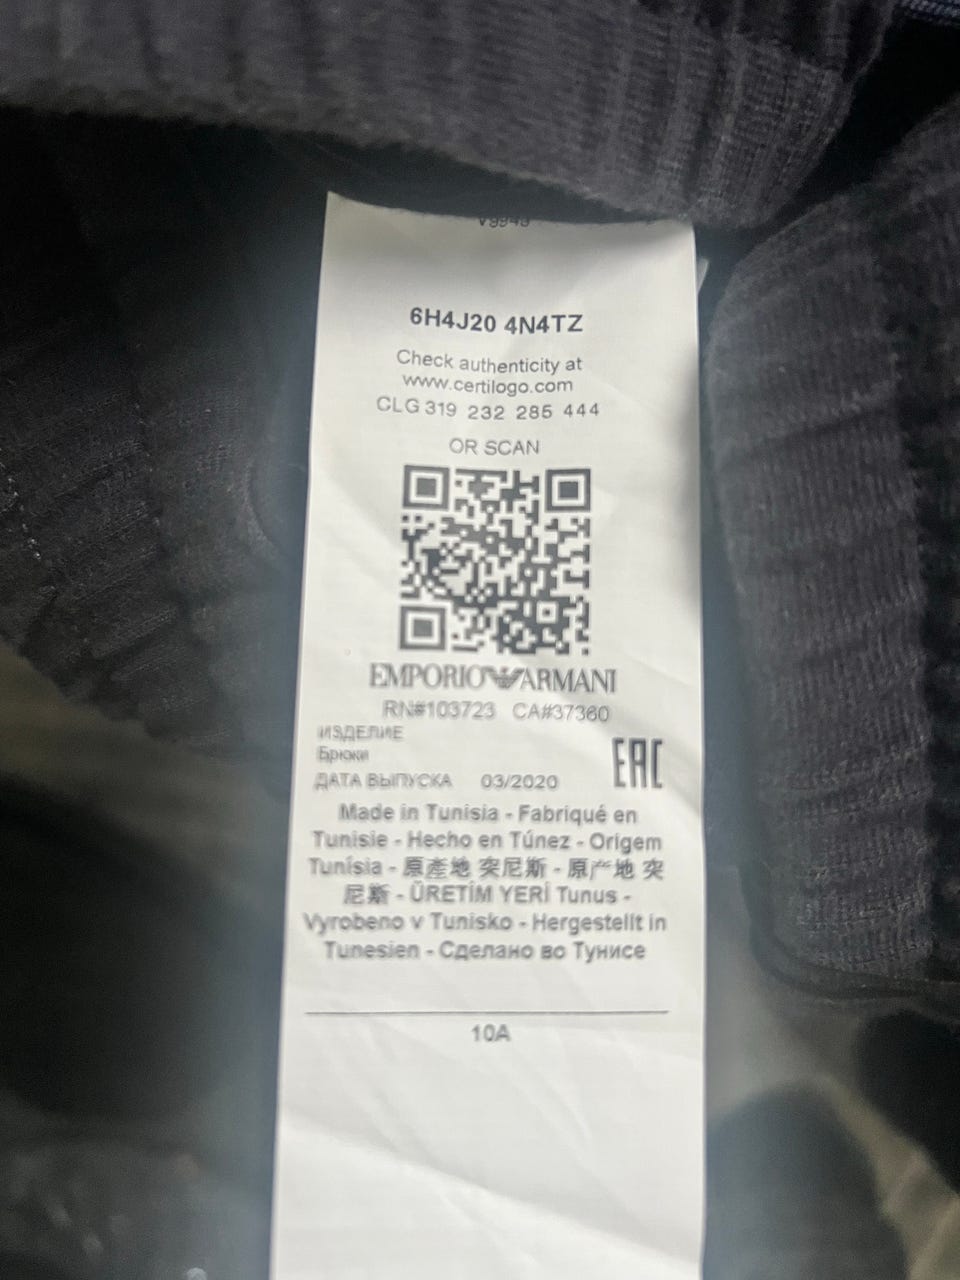 6H4J20 4N4TZ
Check authenticity at
www.certilogo.com
CLG 319 232 285 444
OR SCAN
EMPORIO ARMANI
RN#103723 CA#37360
ИЗДЕЛИЕ
Брюки
EAC
ДАТА ВЫПУСКА 03/2020
Made in Tunisia - Fabriqué en
Tunisie - Hecho en Túnez - Origem
Tunísia - 原產地 突尼斯 - 原产地 突
尼斯 - ÜRETİM YERİ Tunus -
Vyrobeno v Tunisko - Hergestellt in
Tunesien - Сделано во Тунисе
10A